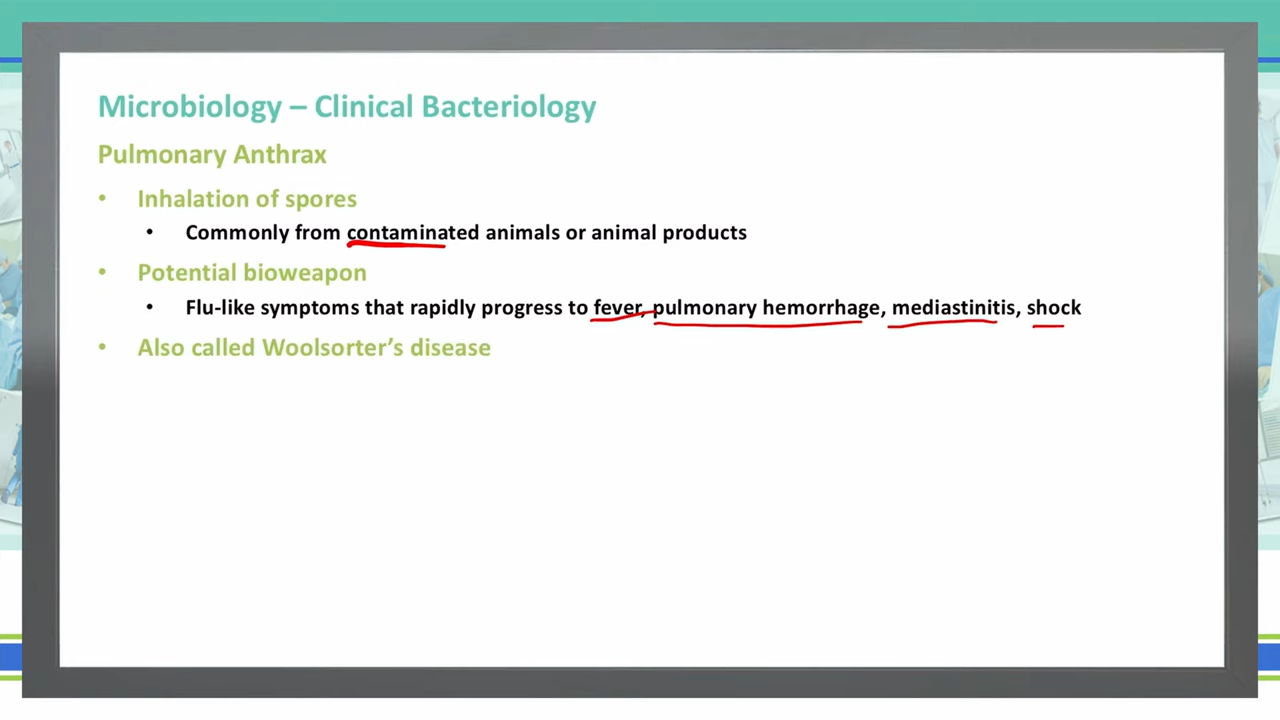 Microbiology – Clinical Bacteriology
Pulmonary Anthrax
• Inhalation of spores
• Commonly from contaminated animals or animal products
• Potential bioweapon
• Flu-like symptoms that rapidly progress to fever, pulmonary hemorrhage, mediastinitis, shock
• Also called Woolsorter’s disease